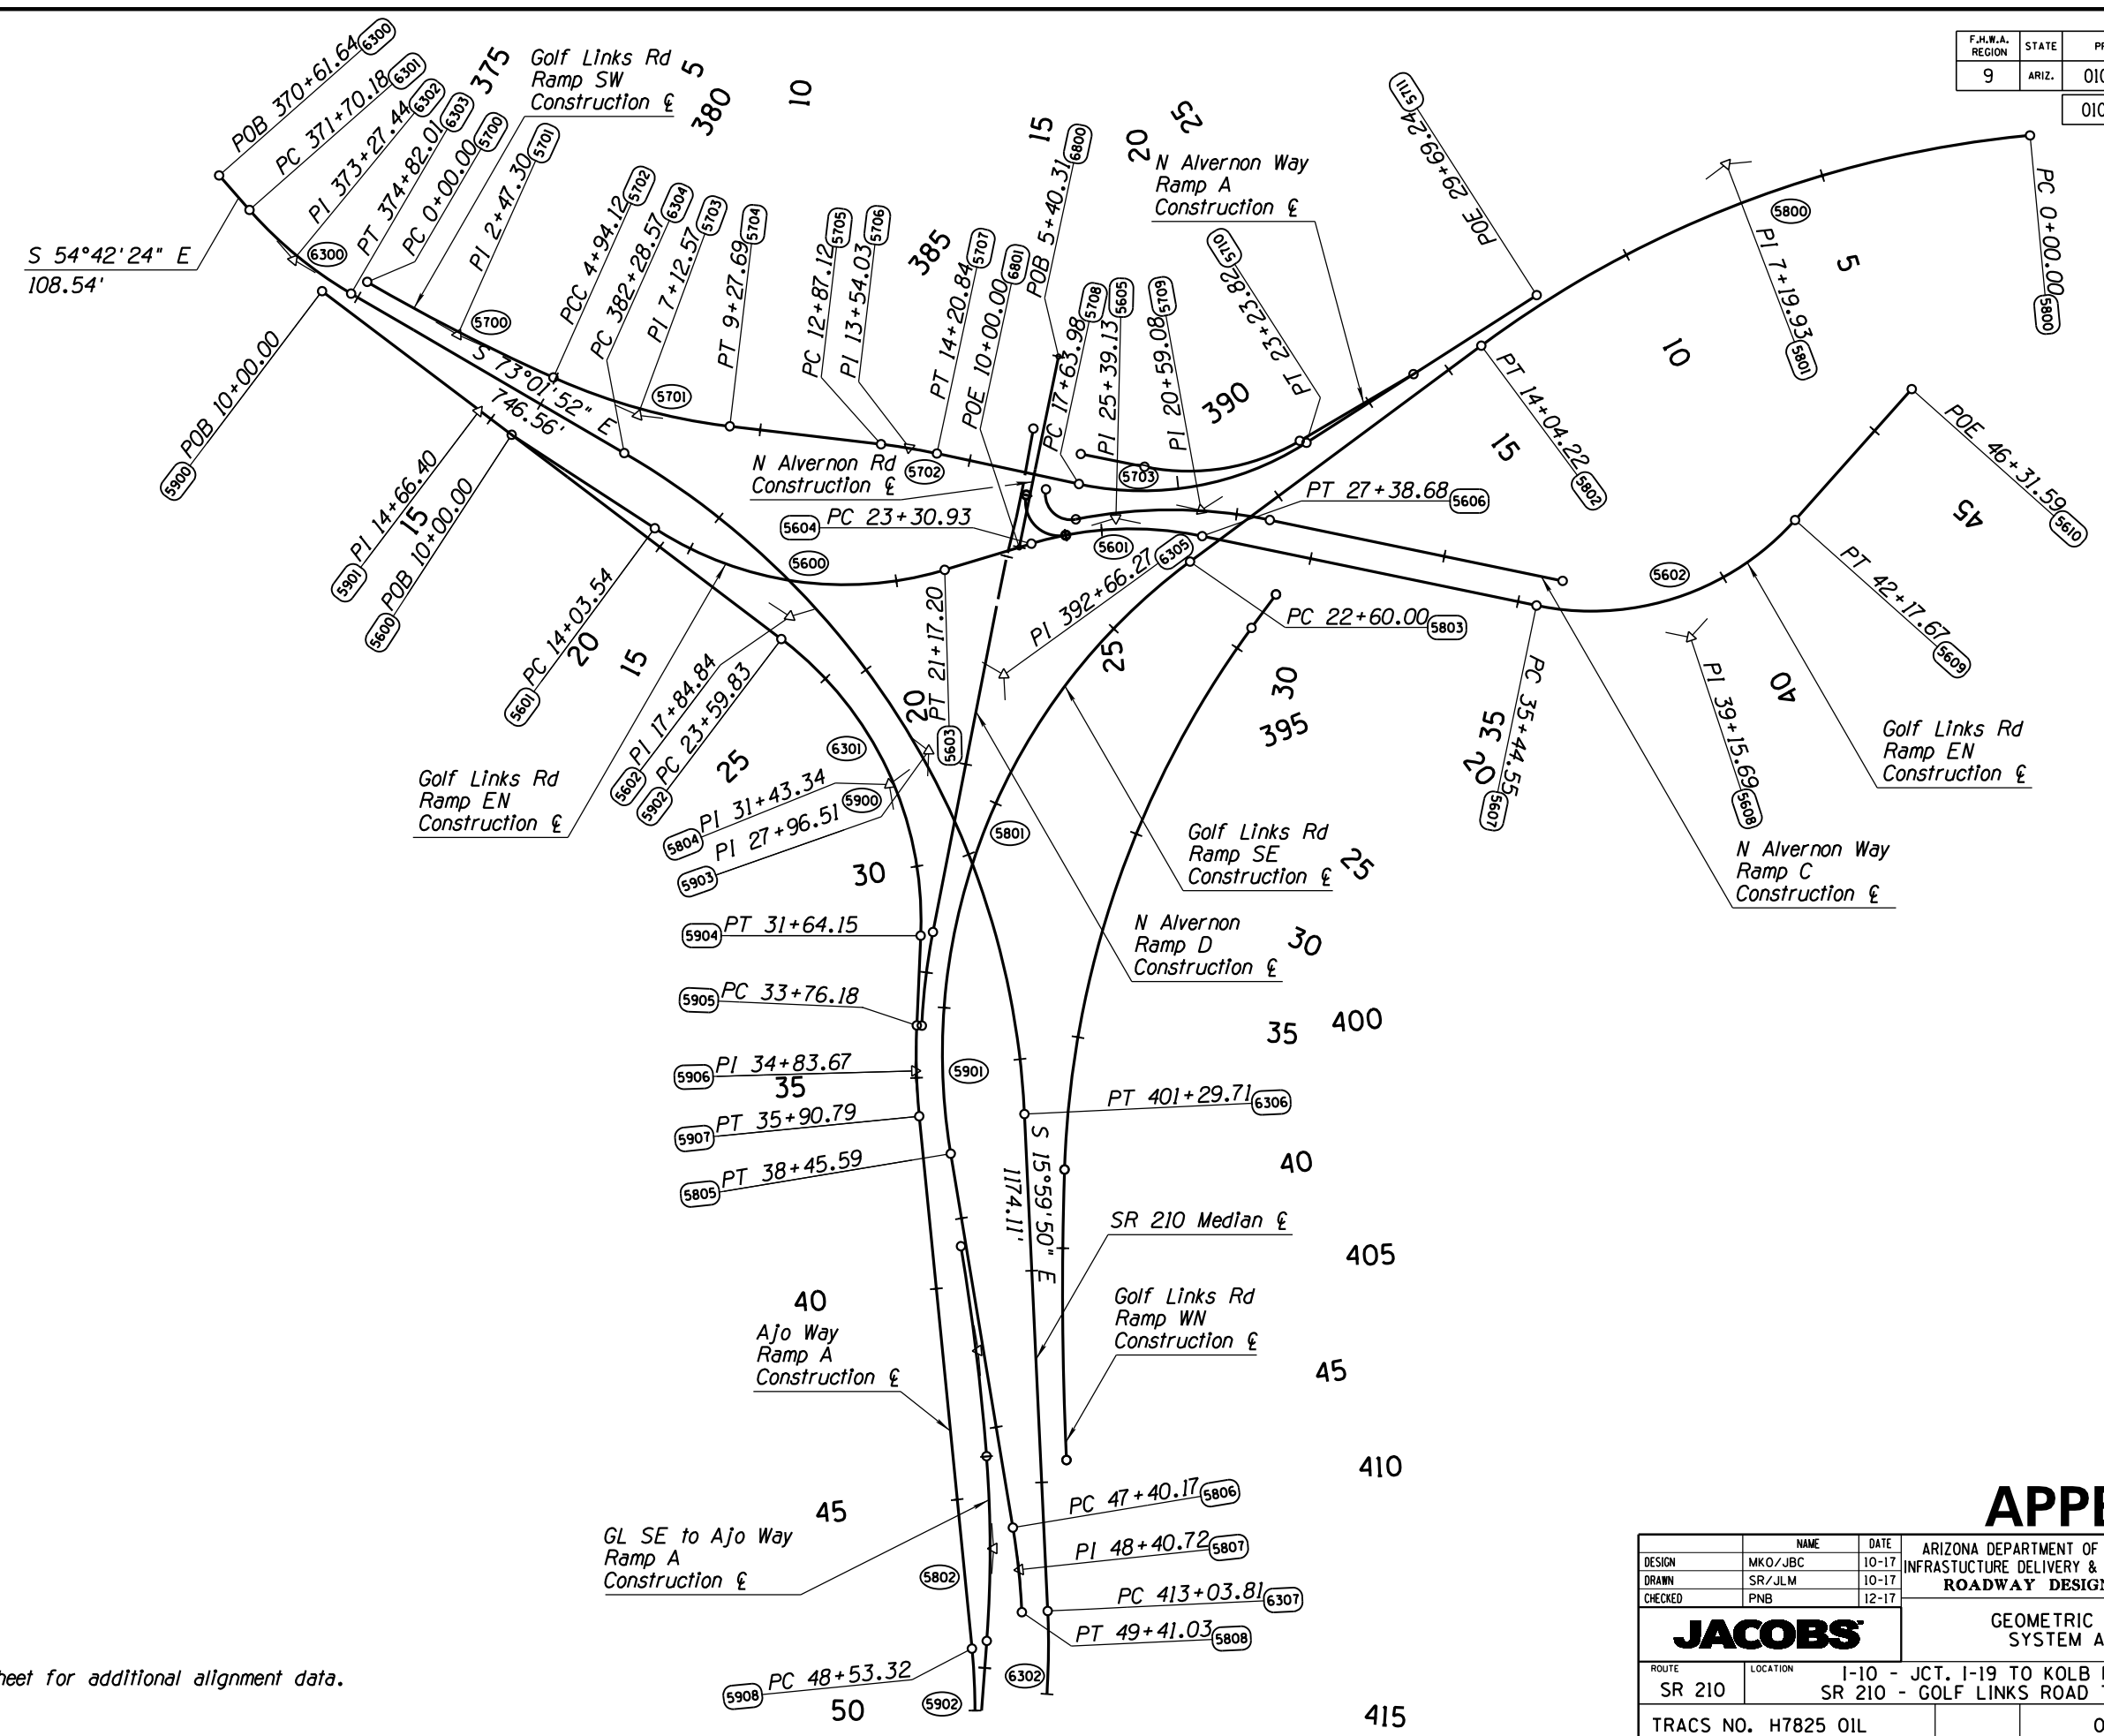 F.H.W.A.
REGION
STATE
9
ARIZ.
POB 370+61.64 6300
PC 371+70.18 6301
PI 373+27.44 6302
PT 374+82.01 6303
PC 0+00.00 5700
PI 2+47.30 5701
375
Golf Links Rd
Ramp SW
Construction ℄
5
380
10
PCC 4+94.12 5702
PC 382+28.57 6304
PI 7+12.57 5703
PT 9+27.69 5704
PC 12+87.12 5705
PI 13+54.03 5706
385
PT 14+20.84 5707
POE 10+00.00 6801
POB 5+40.31 6800
15
20
25
N Alvernon Way
Ramp A
Construction ℄
PC 17+63.98 5708
PI 25+39.13 5605
PI 20+59.08 5709
PT 23+23.82 5710
390
POE 29+69.24 5711
5800
PI 7+19.93 5801
5
PC 0+00.00 5800
10
15
PT 14+04.22 5802
POE 46+31.59 5610
45
PT 42+17.67 5609
S 54°42'24" E
108.54'
6300
5700
S 73°01'52" E
746.56'
5701
5702
5703
N Alvernon Rd
Construction ℄
5604 PC 23+30.93
PT 27+38.68 5606
5601
5600
5602
5900 POB 10+00.00
5901 PI 14+66.40
15
5600 POB 10+00.00
5601 PC 14+03.54
20
15
5602 PI 17+84.84
5902 PC 23+59.83
25
PT 21+17.20 5603
20
PI 392+66.27 6305
PC 22+60.00 5803
25
30
395
PC 35+44.55 5607
35
20
PI 39+15.69 5608
40
Golf Links Rd
Ramp EN
Construction ℄
Golf Links Rd
Ramp EN
Construction ℄
6301
5804 PI 31+43.34
5900
5903 PI 27+96.51
5801
Golf Links Rd
Ramp SE
Construction ℄
25
N Alvernon Way
Ramp C
Construction ℄
30
5904 PT 31+64.15
N Alvernon
Ramp D
Construction ℄
30
5905 PC 33+76.18
35
400
5906 PI 34+83.67
35
5901
5907 PT 35+90.79
PT 401+29.71 6306
5805 PT 38+45.59
S 15°59'50" E
1174.11'
40
SR 210 Median ℄
405
40
Ajo Way
Ramp A
Construction ℄
Golf Links Rd
Ramp WN
Construction ℄
45
410
45
PC 47+40.17 5806
GL SE to Ajo Way
Ramp A
Construction ℄
PI 48+40.72 5807
5802
PC 413+03.81 6307
PT 49+41.03 5808
6302
5908 PC 48+53.32
5902
50
415
heet for additional alignment data.
NAME
DATE
DESIGN
MKO/JBC
10-17
DRAWN
SR/JLM
10-17
CHECKED
PNB
12-17
ARIZONA DEPARTMENT OF
INFRASTUCTURE DELIVERY &
ROADWAY DESIGN
JACOBS
GEOMETRIC
SYSTEM
ROUTE
SR 210
LOCATION
I-10 - JCT. I-19 TO KOLB
SR 210 - GOLF LINKS ROAD
TRACS NO. H7825 01L